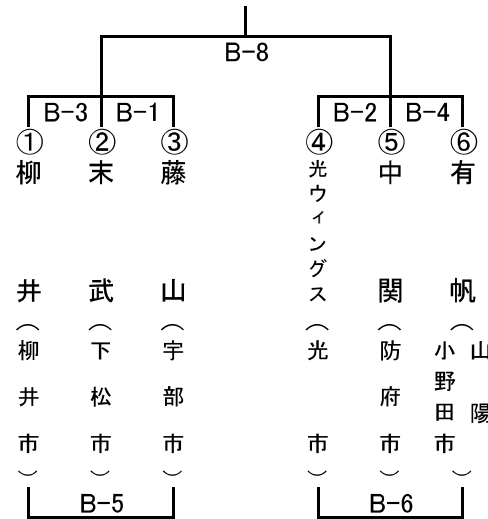 B-8
B-3 B-1
B-2 B-4
①
柳井(柳井市)
②
末武(下松市)
③
藤山(宇部市)
④
光ウィングス(光市)
⑤
中関(防府市)
⑥
有帆(山陽小野田市)
B-5
B-6